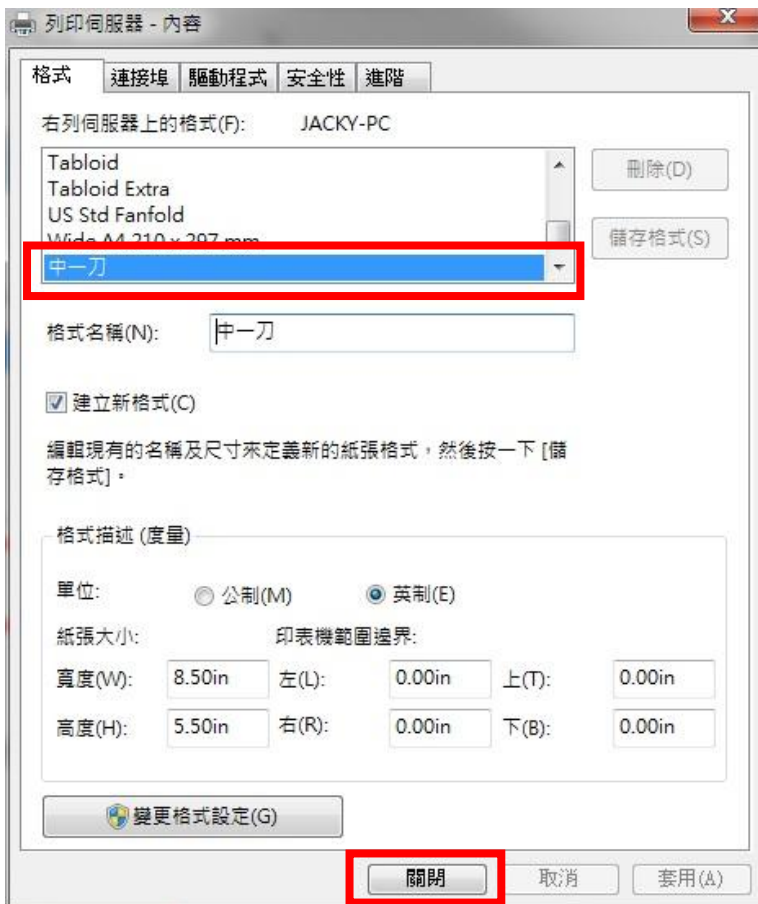 列印伺服器 - 內容
格式 連接埠 驅動程式 安全性 進階
右列伺服器上的格式(F): JACKY-PC
Tabloid
Tabloid Extra
US Std Fanfold
Wide A4 210 x 297 mm
中一刀
刪除(D)
儲存格式(S)
格式名稱(N): 中一刀
建立新格式(C)
編輯現有的名稱及尺寸來定義新的紙張格式，然後按一下 [儲
存格式]。
格式描述 (度量)
單位: 公制(M) 英制(E)
紙張大小: 印表機範圍邊界:
寬度(W): 8.50in 左(L): 0.00in 上(T): 0.00in
高度(H): 5.50in 右(R): 0.00in 下(B): 0.00in
變更格式設定(G)
關閉 取消 套用(A)